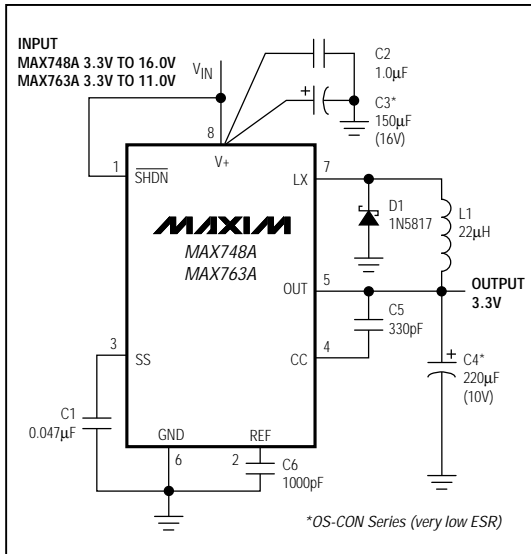 INPUT
MAX748A 3.3V TO 16.0V
MAX763A 3.3V TO 11.0V
VIN
C2
1.0µF
+
C3*
150µF
(16V)
8
V+
1
SHDN
LX
7
D1
1N5817
L1
22µH
MAXIM
MAX748A
MAX763A
OUT
5
OUTPUT
3.3V
C5
330pF
CC
4
+
C4*
220µF
(10V)
3
SS
C1
0.047µF
GND
REF
6
2
C6
1000pF
*OS-CON Series (very low ESR)